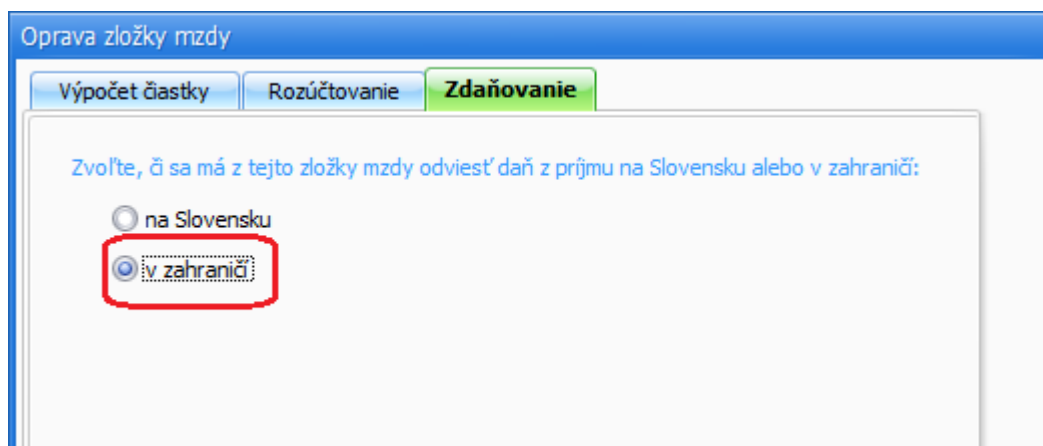 Oprava zložky mzdy
Výpočet čiastky
Rozúčtovanie
Zdaňovanie
Zvoľte, či sa má z tejto zložky mzdy odviesť daň z príjmu na Slovensku alebo v zahraničí:
na Slovensku
v zahraničí